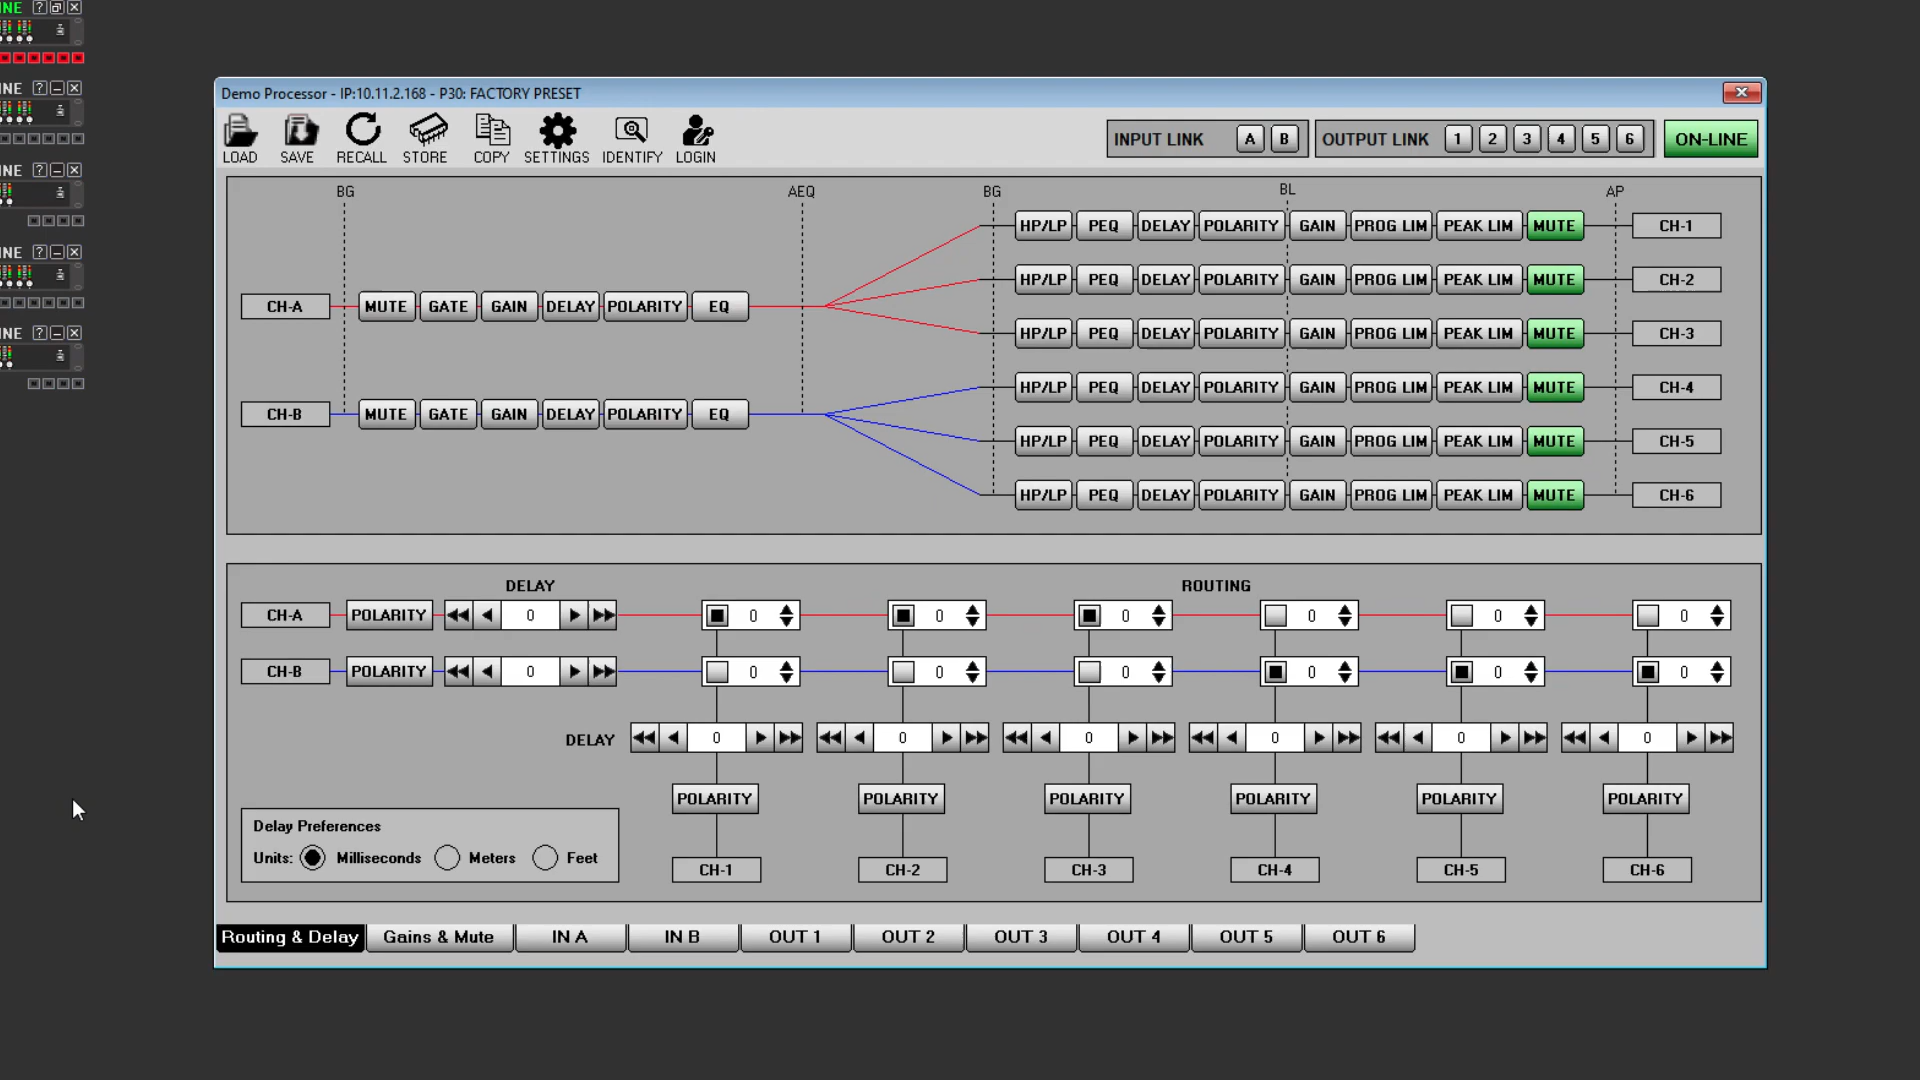 INE ?
INE ?
INE ?
INE ?
INE ?
Demo Processor - IP:10.11.2.168 - P30: FACTORY PRESET
LOAD SAVE RECALL STORE COPY SETTINGS IDENTIFY LOGIN
INPUT LINK A B OUTPUT LINK 1 2 3 4 5 6 ON-LINE
BG AEQ BG BL AP
HP/LP PEQ DELAY POLARITY GAIN PROG LIM PEAK LIM MUTE CH-1
HP/LP PEQ DELAY POLARITY GAIN PROG LIM PEAK LIM MUTE CH-2
CH-A MUTE GATE GAIN DELAY POLARITY EQ
HP/LP PEQ DELAY POLARITY GAIN PROG LIM PEAK LIM MUTE CH-3
HP/LP PEQ DELAY POLARITY GAIN PROG LIM PEAK LIM MUTE CH-4
CH-B MUTE GATE GAIN DELAY POLARITY EQ
HP/LP PEQ DELAY POLARITY GAIN PROG LIM PEAK LIM MUTE CH-5
HP/LP PEQ DELAY POLARITY GAIN PROG LIM PEAK LIM MUTE CH-6
DELAY ROUTING
CH-A POLARITY 0 0 0 0 0 0 0
CH-B POLARITY 0 0 0 0 0 0 0
DELAY 0 0 0 0 0 0
POLARITY POLARITY POLARITY POLARITY POLARITY POLARITY
Delay Preferences
Units: Milliseconds Meters Feet
CH-1 CH-2 CH-3 CH-4 CH-5 CH-6
Routing & Delay Gains & Mute IN A IN B OUT 1 OUT 2 OUT 3 OUT 4 OUT 5 OUT 6